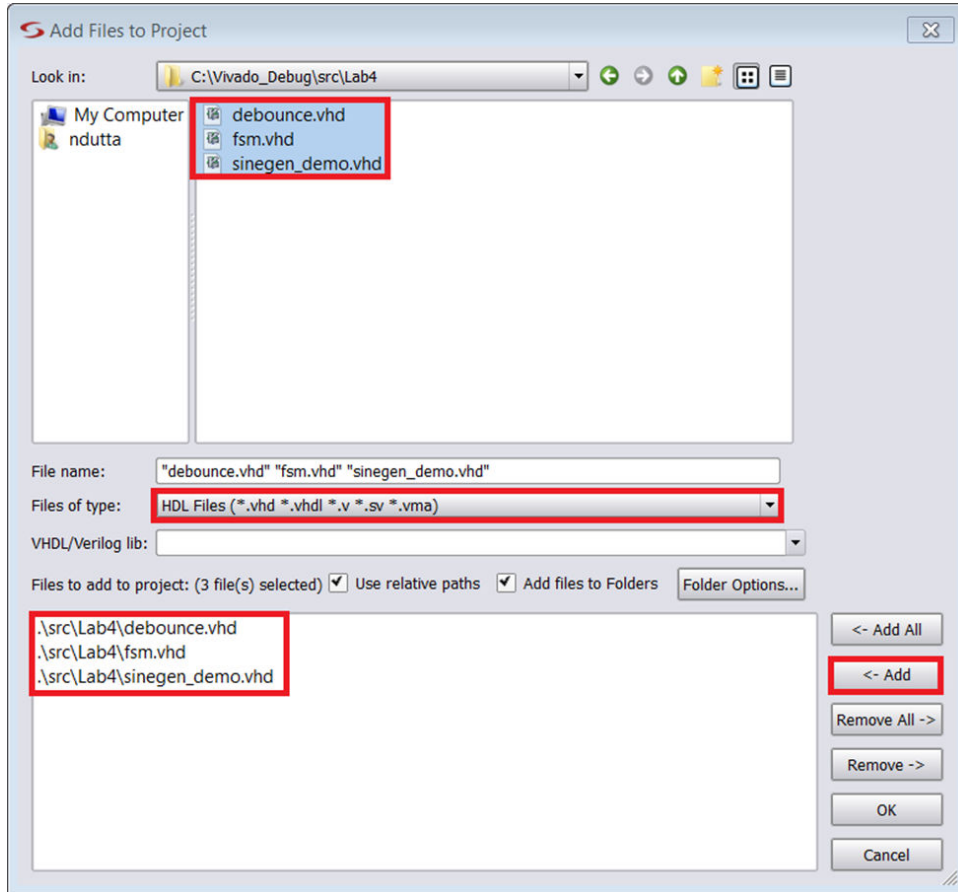 Add Files to Project
Look in: C:\Vivado_Debug\src\Lab4
My Computer
ndutta
debounce.vhd
fsm.vhd
sinegen_demo.vhd
File name: "debounce.vhd" "fsm.vhd" "sinegen_demo.vhd"
Files of type: HDL Files (*.vhd *.vhdl *.v *.sv *.vma)
VHDL/Verilog lib:
Files to add to project: (3 file(s) selected) Use relative paths Add files to Folders Folder Options...
.\src\Lab4\debounce.vhd
.\src\Lab4\fsm.vhd
.\src\Lab4\sinegen_demo.vhd
<- Add All
<- Add
Remove All ->
Remove ->
OK
Cancel